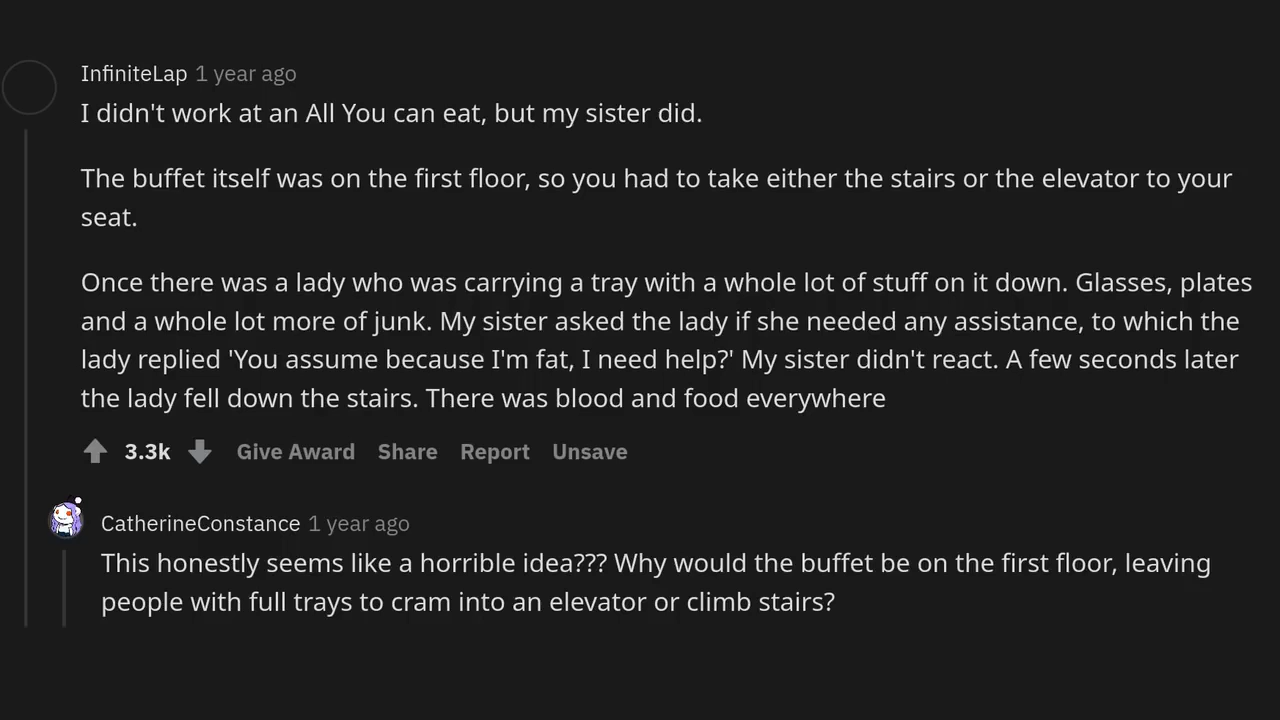 InfiniteLap 1 year ago
I didn't work at an All You can eat, but my sister did.
The buffet itself was on the first floor, so you had to take either the stairs or the elevator to your
seat.
Once there was a lady who was carrying a tray with a whole lot of stuff on it down. Glasses, plates
and a whole lot more of junk. My sister asked the lady if she needed any assistance, to which the
lady replied 'You assume because I'm fat, I need help?' My sister didn't react. A few seconds later
the lady fell down the stairs. There was blood and food everywhere
3.3k Give Award Share Report Unsave
CatherineConstance 1 year ago
This honestly seems like a horrible idea??? Why would the buffet be on the first floor, leaving
people with full trays to cram into an elevator or climb stairs?